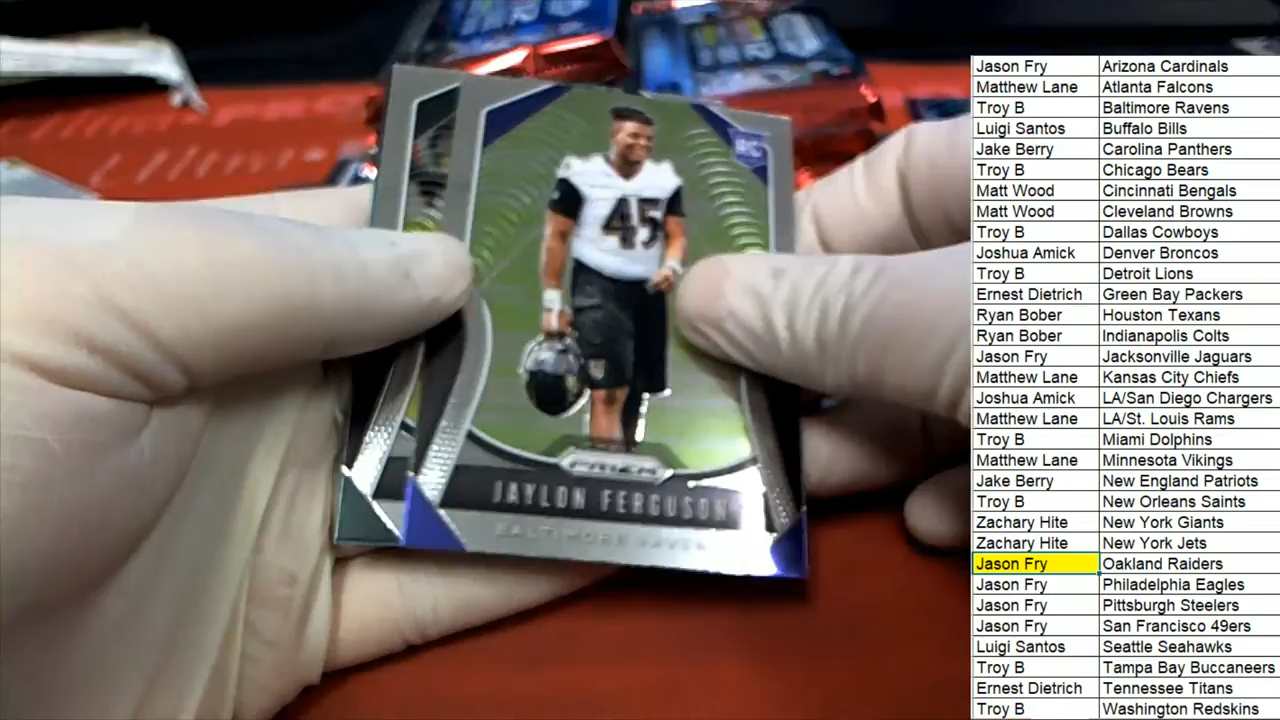 RC
45
PRIZM
JAYLON FERGUSON
BALTIMORE RAVENS
Jason Fry Arizona Cardinals
Matthew Lane Atlanta Falcons
Troy B Baltimore Ravens
Luigi Santos Buffalo Bills
Jake Berry Carolina Panthers
Troy B Chicago Bears
Matt Wood Cincinnati Bengals
Matt Wood Cleveland Browns
Troy B Dallas Cowboys
Joshua Amick Denver Broncos
Troy B Detroit Lions
Ernest Dietrich Green Bay Packers
Ryan Bober Houston Texans
Ryan Bober Indianapolis Colts
Jason Fry Jacksonville Jaguars
Matthew Lane Kansas City Chiefs
Joshua Amick LA/San Diego Chargers
Matthew Lane LA/St. Louis Rams
Troy B Miami Dolphins
Matthew Lane Minnesota Vikings
Jake Berry New England Patriots
Troy B New Orleans Saints
Zachary Hite New York Giants
Zachary Hite New York Jets
Jason Fry Oakland Raiders
Jason Fry Philadelphia Eagles
Jason Fry Pittsburgh Steelers
Jason Fry San Francisco 49ers
Luigi Santos Seattle Seahawks
Troy B Tampa Bay Buccaneers
Ernest Dietrich Tennessee Titans
Troy B Washington Redskins